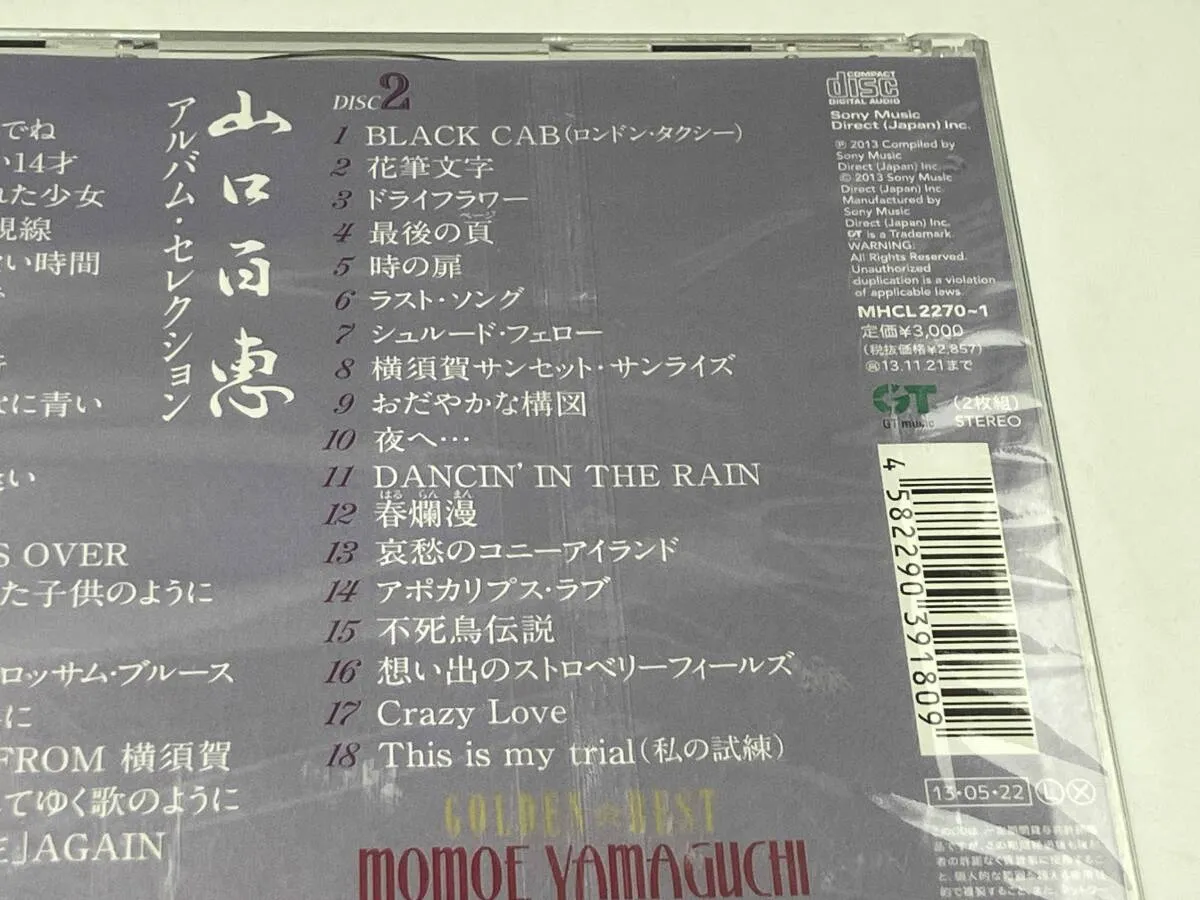 でね
14才
れた少女
視線
い時間
に青い
S OVER
た子供のように
ロッサム・ブルース
に
FROM 横須賀
てゆく歌のように
』AGAIN
山口百恵
アルバム・セレクション
DISC 2
1 BLACK CAB(ロンドン・タクシー)
2 花筆文字
3 ドライフラワー
ページ
4 最後の頁
5 時の扉
6 ラスト・ソング
7 シュルード・フェロー
8 横須賀サンセット・サンライズ
9 おだやかな構図
10 夜へ…
11 DANCIN' IN THE RAIN
はる らん まん
12 春爛漫
13 哀愁のコニーアイランド
14 アポカリプス・ラブ
15 不死鳥伝説
16 想い出のストロベリーフィールズ
17 Crazy Love
18 This is my trial(私の試練)
GOLDEN☆BEST
MOMOE YAMAGUCHI
COMPACT
disc
DIGITAL AUDIO
Sony Music
Direct (Japan) Inc.
℗ 2013 Compiled by
Sony Music
Direct (Japan) Inc.
© 2013 Sony Music
Direct (Japan) Inc.
Manufactured by
Sony Music
Direct (Japan) Inc.
GT is a Trademark.
WARNING:
All Rights Reserved.
Unauthorized
duplication is a violation
of applicable laws.
MHCL 2270~1
定価¥3,000
(税抜価格¥2,857)
13.11.21まで
GT
GT music
(2枚組)
STEREO
4 582290 391809
13・05・22 L X